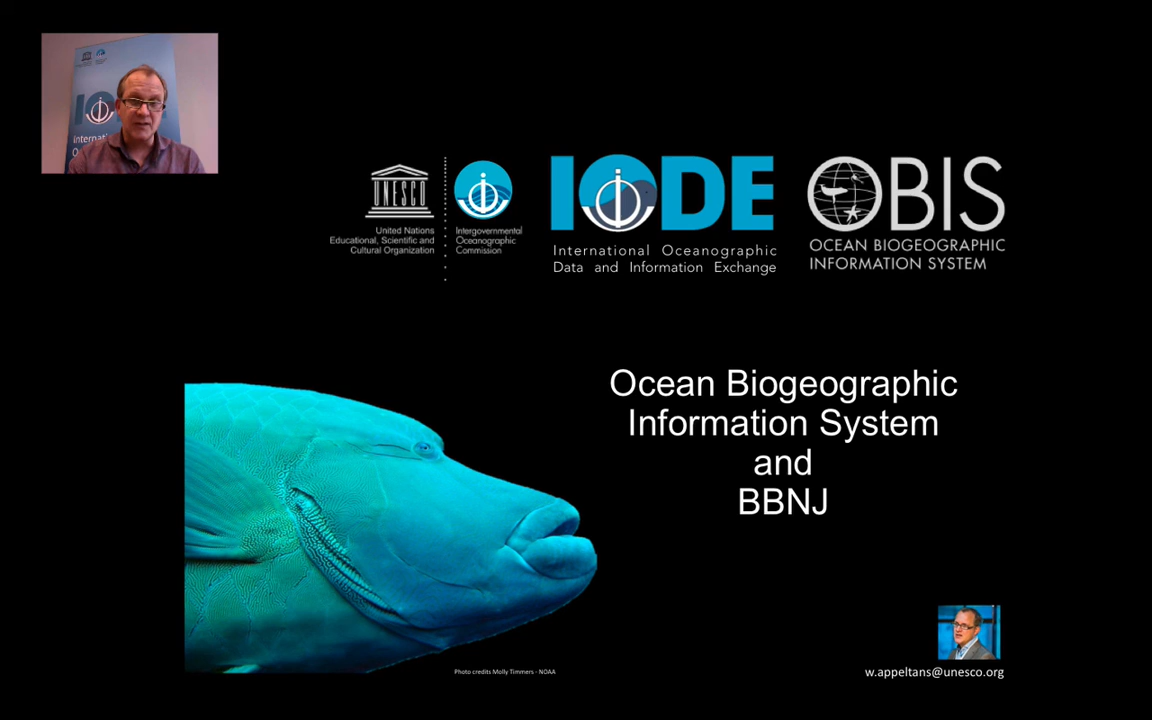 UNESCO
United Nations
Educational, Scientific and
Cultural Organization
Intergovernmental
Oceanographic
Commission
IODE
International Oceanographic
Data and Information Exchange
OBIS
OCEAN BIOGEOGRAPHIC
INFORMATION SYSTEM
Ocean Biogeographic
Information System
and
BBNJ
Photo credits Molly Timmers - NOAA
w.appeltans@unesco.org